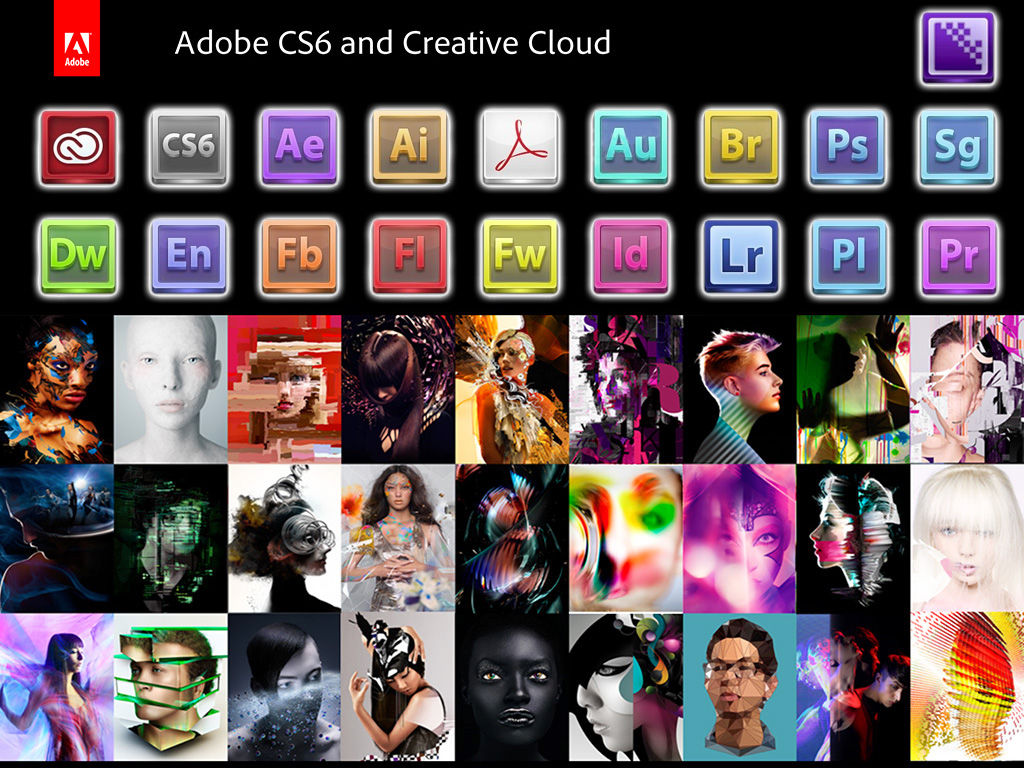 Adobe
Adobe CS6 and Creative Cloud
CS6 Ae Ai Au Br Ps Sg
Dw En Fb Fl Fw Id Lr Pl Pr